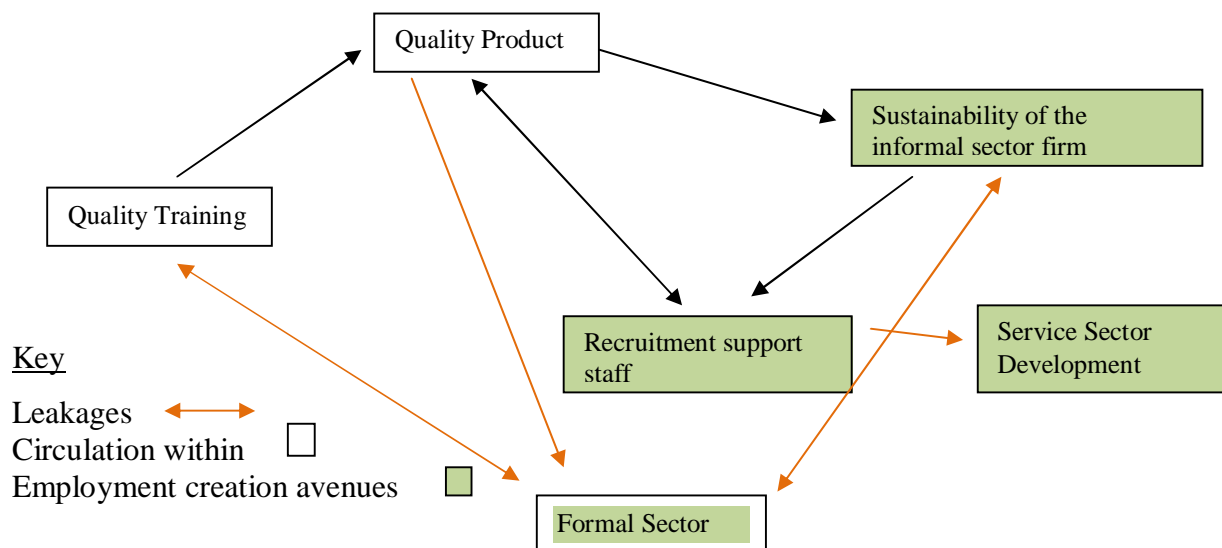 Quality Product
Sustainability of the
informal sector firm
Quality Training
Recruitment support
staff
Service Sector
Development
Key
Leakages
Circulation within
Employment creation avenues
Formal Sector